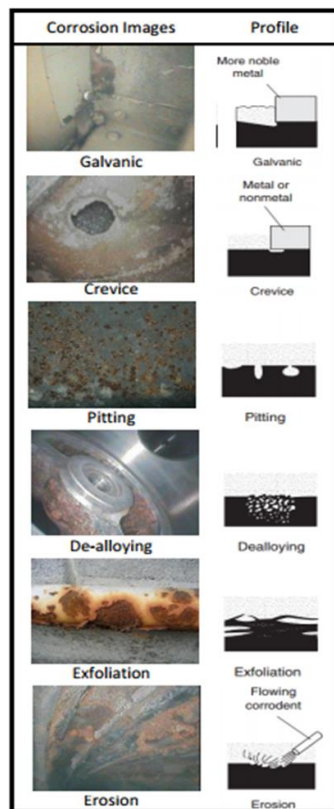 Corrosion Images Profile
More noble
metal
Galvanic Galvanic
Metal or
nonmetal
Crevice Crevice
Pitting Pitting
De-alloying Dealloying
Exfoliation Exfoliation
Flowing
corrodent
Erosion Erosion